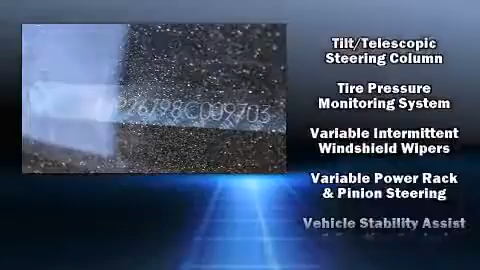 P26798C009703
Tilt/Telescopic
Steering Column
Tire Pressure
Monitoring System
Variable Intermittent
Windshield Wipers
Variable Power Rack
& Pinion Steering
Vehicle Stability Assist